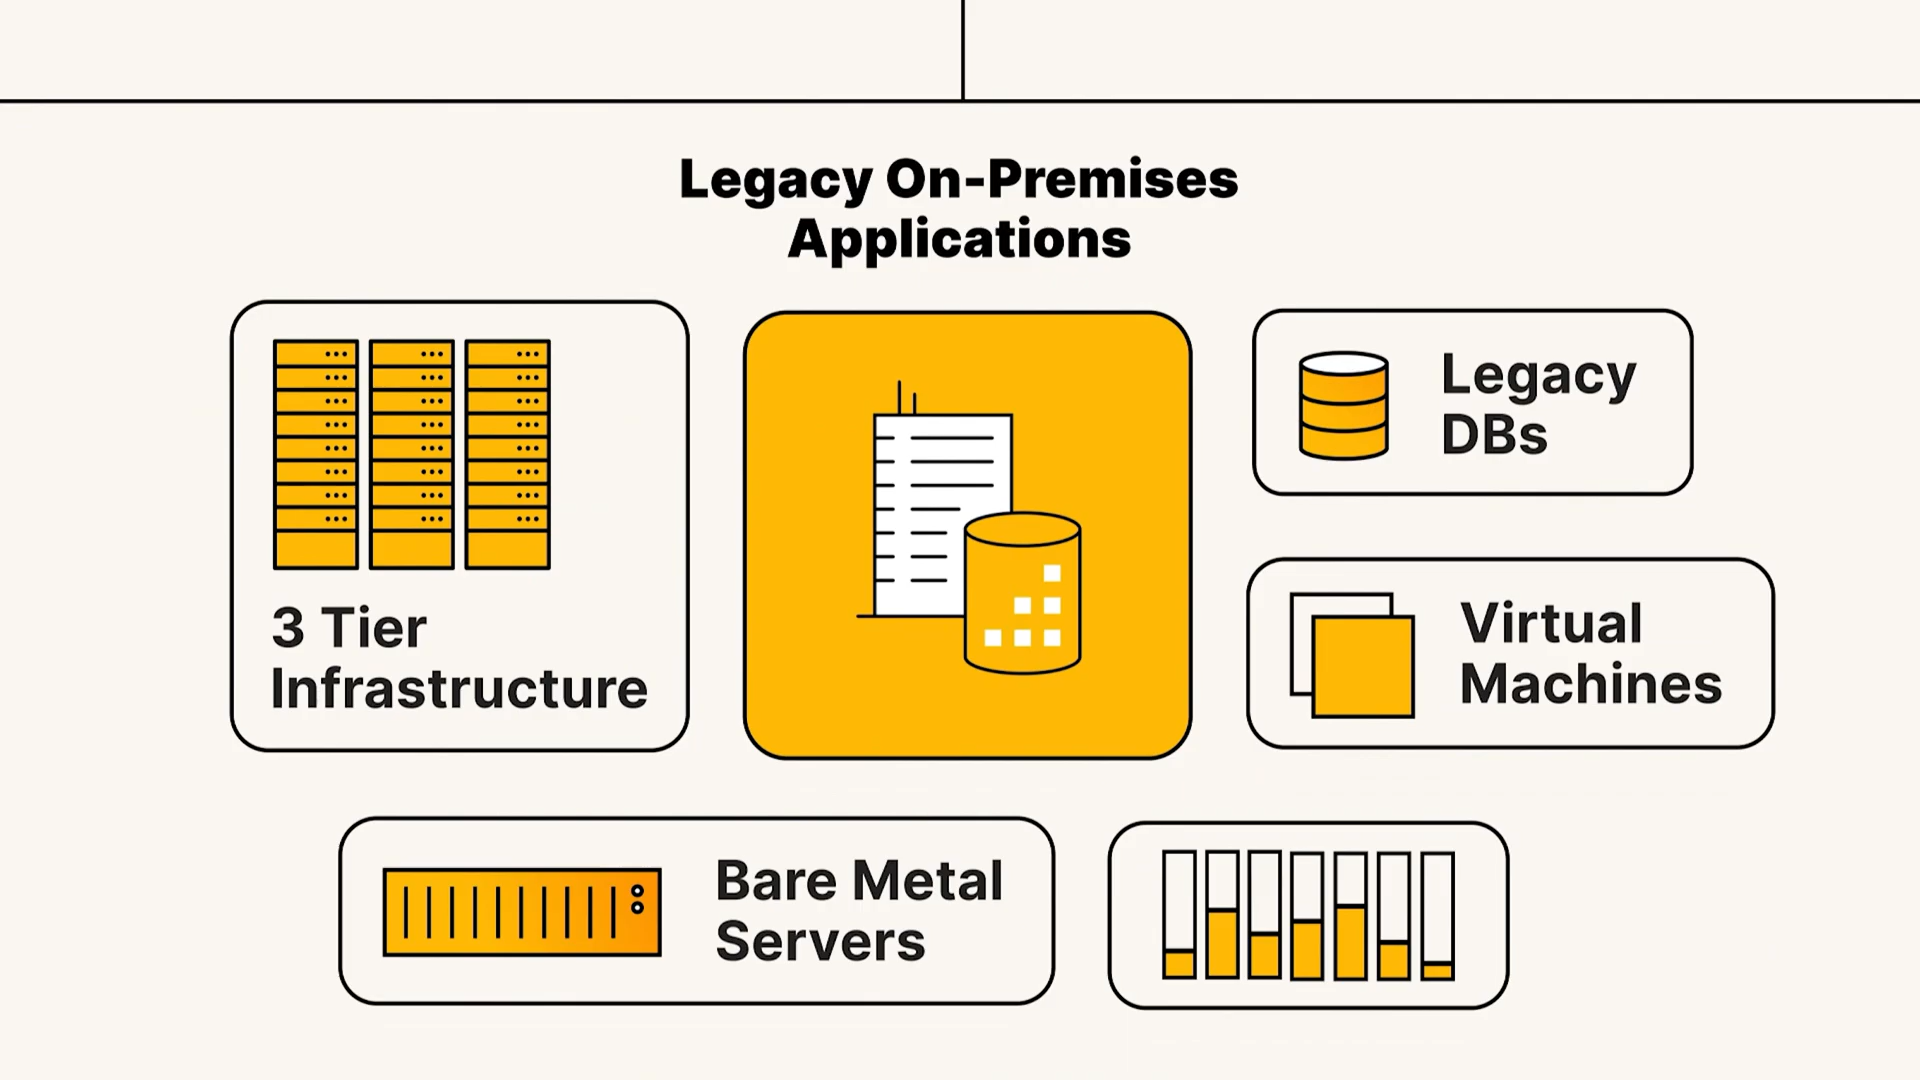 Legacy On-Premises
Applications
3 Tier
Infrastructure
Legacy
DBs
Virtual
Machines
Bare Metal
Servers